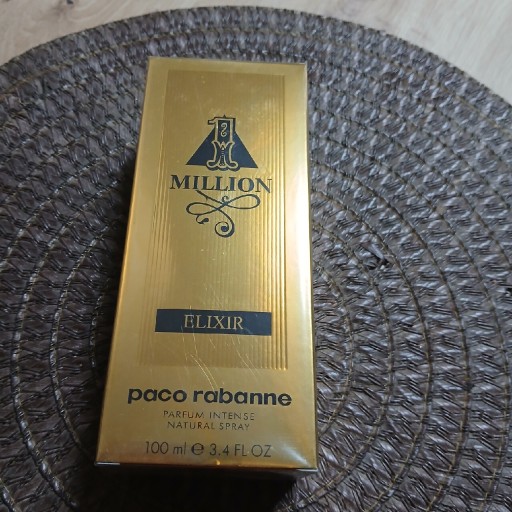 1
MILLION
ELIXIR
paco rabanne
PARFUM INTENSE
NATURAL SPRAY
100 ml ℮ 3.4 FL OZ